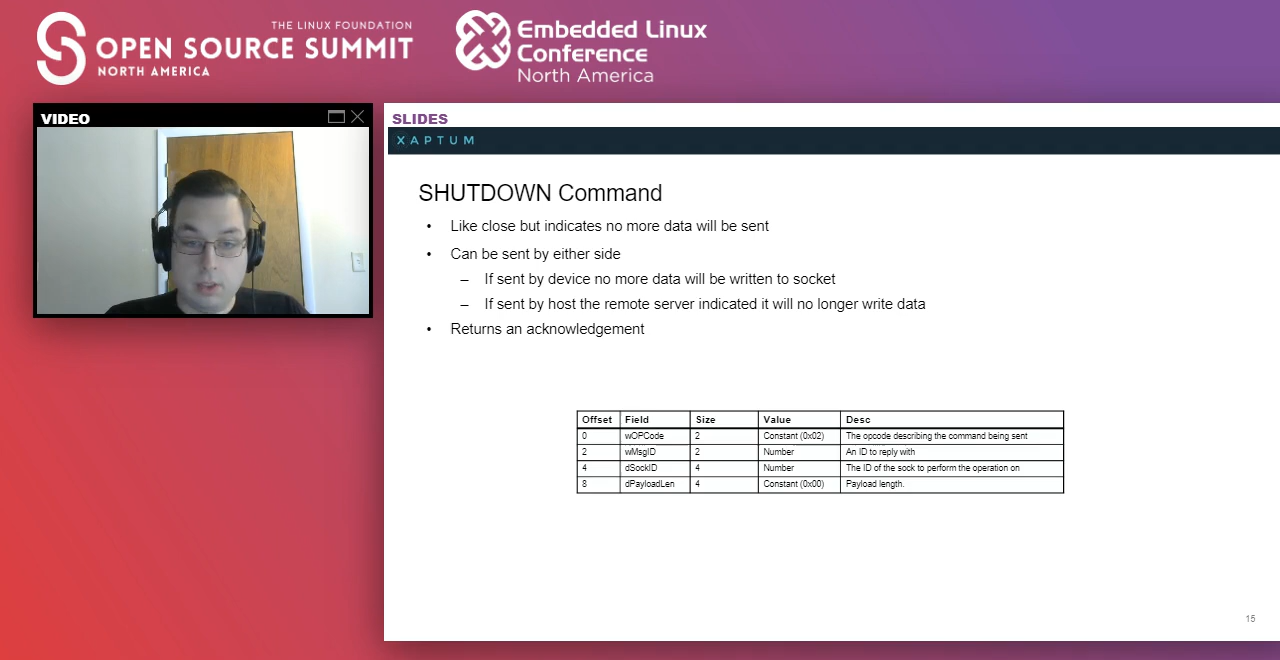 THE LINUX FOUNDATION
OPEN SOURCE SUMMIT
NORTH AMERICA
Embedded Linux
Conference
North America
VIDEO
SLIDES
XAPTUM
SHUTDOWN Command
• Like close but indicates no more data will be sent
• Can be sent by either side
– If sent by device no more data will be written to socket
– If sent by host the remote server indicated it will no longer write data
• Returns an acknowledgement
Offset Field Size Value Desc
0 wOPCode 2 Constant (0x02) The opcode describing the command being sent
2 wMsgID 2 Number An ID to reply with
4 dSockID 4 Number The ID of the sock to perform the operation on
8 dPayloadLen 4 Constant (0x00) Payload length.
15